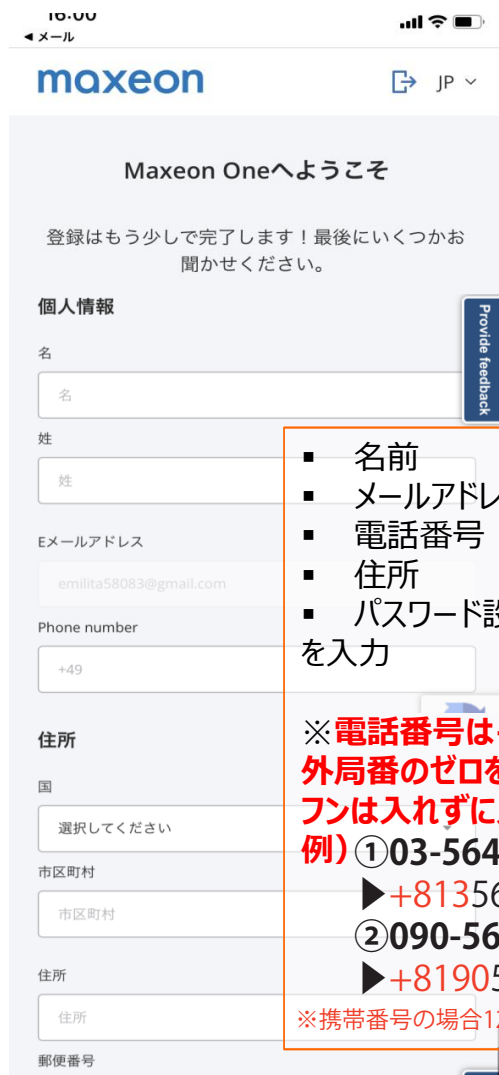 16:00
◀ メール
maxeon
JP
Maxeon Oneへようこそ
登録はもう少しで完了します！最後にいくつかお
聞かせください。
個人情報
Provide feedback
名
名
姓
姓
Eメールアドレス
emilita58083@gmail.com
Phone number
+49
住所
国
選択してください
市区町村
市区町村
住所
住所
郵便番号
▪ 名前
▪ メールアドレ
▪ 電話番号
▪ 住所
▪ パスワード設
を入力
※電話番号は
外局番のゼロを
フンは入れずに
例）①03-564
▶+81356
②090-56
▶+81905
※携帯番号の場合12